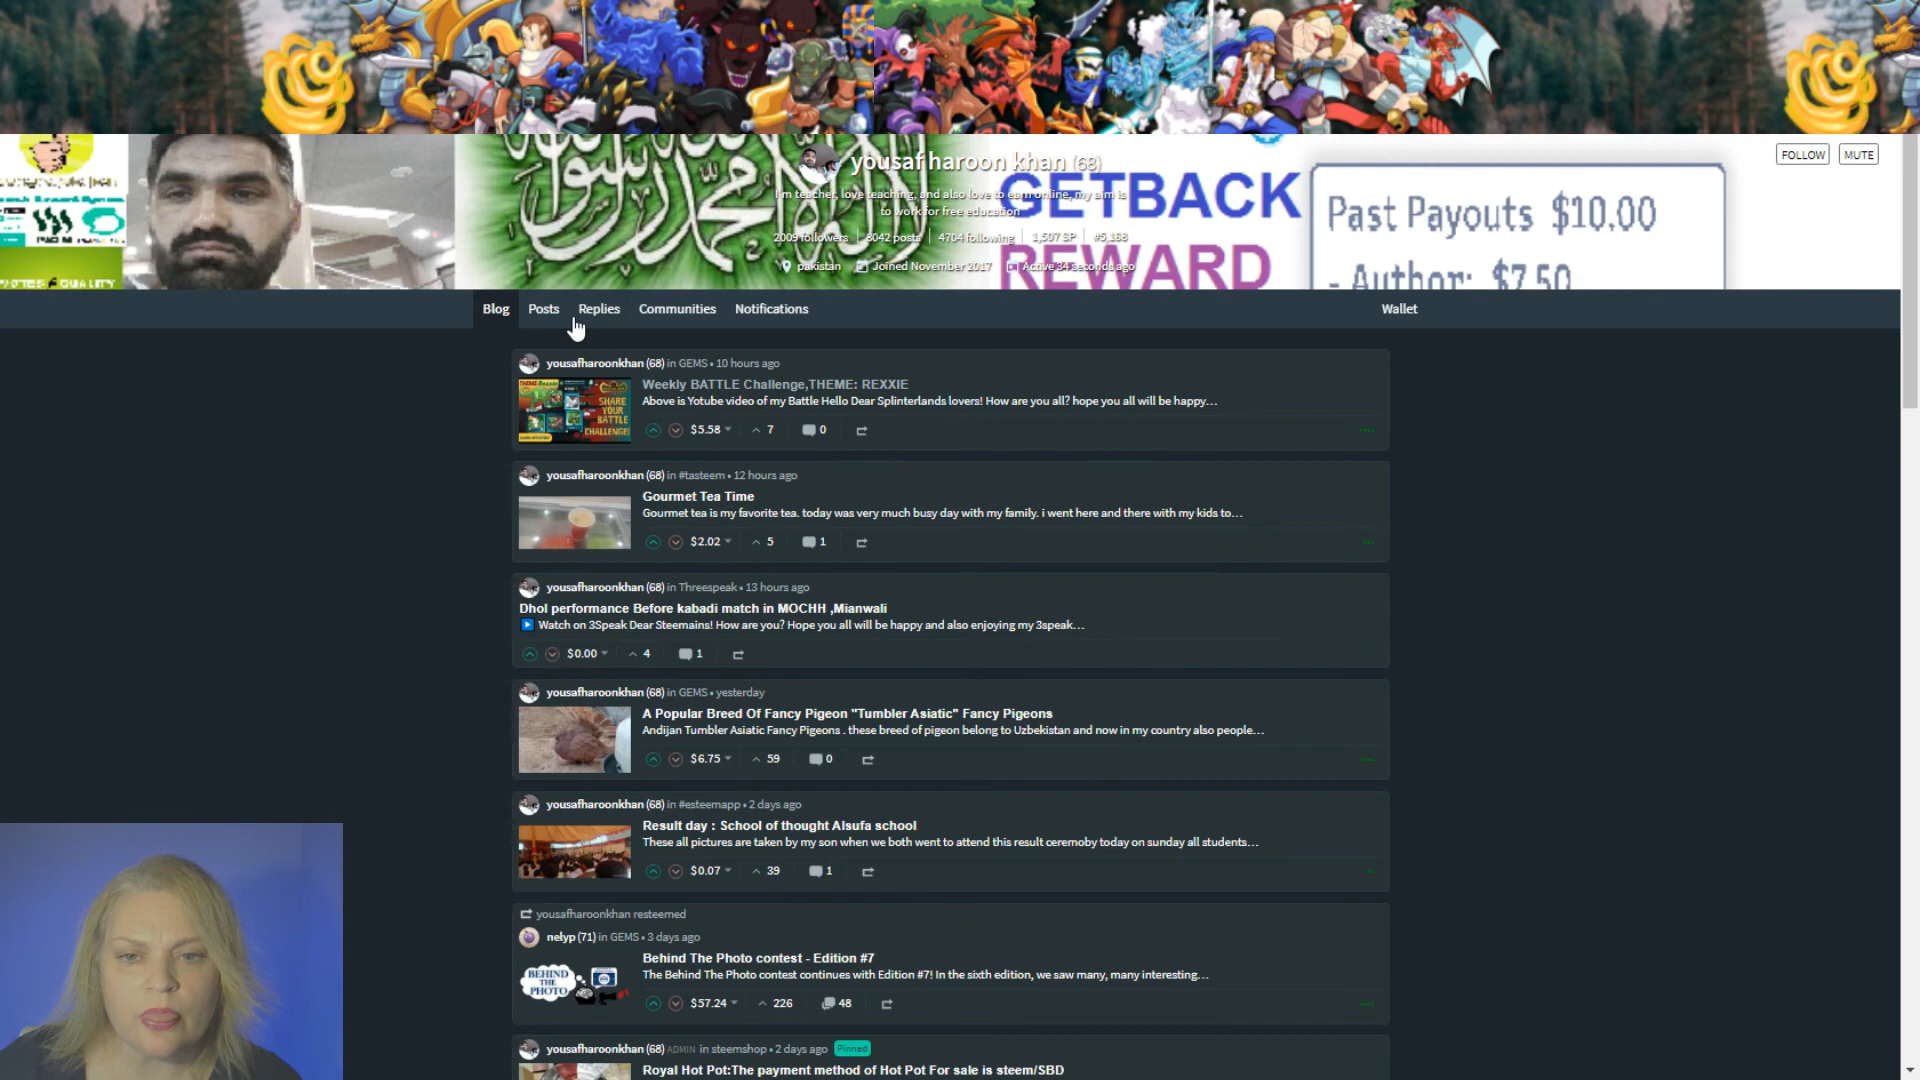 yousaf haroon khan (68)
I'm teacher, love teaching, and also love to earn online, my aim is
to work for free education
2009 followers | 8042 posts | 4704 following | 1,507 SP | #5,168
pakistan Joined November 2017 Active 34 seconds ago
GETBACK
REWARD
Past Payouts $10.00
- Author: $7.50
FOLLOW MUTE
Blog Posts Replies Communities Notifications Wallet
yousafharoonkhan (68) in GEMS • 10 hours ago
Weekly BATTLE Challenge,THEME: REXXIE
Above is Yotube video of my Battle Hello Dear Splinterlands lovers! How are you all? hope you all will be happy...
SHARE
YOUR
BATTLE
CHALLENGE!
$5.58 7 0
yousafharoonkhan (68) in #tasteem • 12 hours ago
Gourmet Tea Time
Gourmet tea is my favorite tea. today was very much busy day with my family. i went here and there with my kids to...
$2.02 5 1
yousafharoonkhan (68) in Threespeak • 13 hours ago
Dhol performance Before kabadi match in MOCHH ,Mianwali
Watch on 3Speak Dear Steemains! How are you? Hope you all will be happy and also enjoying my 3speak...
$0.00 4 1
yousafharoonkhan (68) in GEMS • yesterday
A Popular Breed Of Fancy Pigeon "Tumbler Asiatic" Fancy Pigeons
Andijan Tumbler Asiatic Fancy Pigeons . these breed of pigeon belong to Uzbekistan and now in my country also people...
$6.75 59 0
yousafharoonkhan (68) in #esteemapp • 2 days ago
Result day : School of thought Alsufa school
These all pictures are taken by my son when we both went to attend this result ceremoby today on sunday all students...
$0.07 39 1
yousafharoonkhan resteemed
nelyp (71) in GEMS • 3 days ago
Behind The Photo contest - Edition #7
The Behind The Photo contest continues with Edition #7! In the sixth edition, we saw many, many interesting...
BEHIND
THE
PHOTO
$57.24 226 48
yousafharoonkhan (68) ADMIN in steemshop • 2 days ago Pinned
Royal Hot Pot:The payment method of Hot Pot For sale is steem/SBD